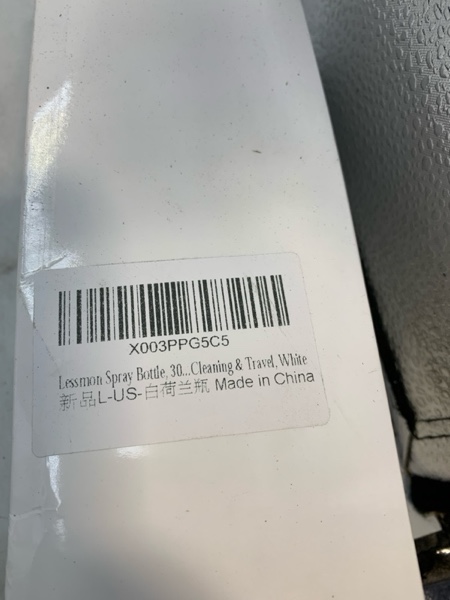 X003PPG5C5
Lessmon Spray Bottle, 30...Cleaning & Travel, White
新品L-US-白荷兰瓶 Made in China